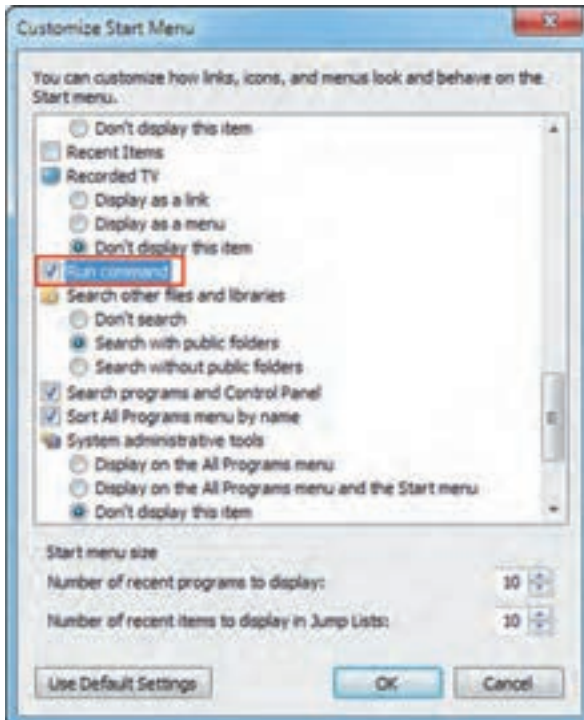 Customize Start Menu
You can customize how links, icons, and menus look and behave on the
Start menu.
Don't display this item
Recent Items
Recorded TV
Display as a link
Display as a menu
Don't display this item
Run command
Search other files and libraries
Don't search
Search with public folders
Search without public folders
Search programs and Control Panel
Sort All Programs menu by name
System administrative tools
Display on the All Programs menu
Display on the All Programs menu and the Start menu
Don't display this item
Start menu size
Number of recent programs to display: 10
Number of recent items to display in Jump Lists: 10
Use Default Settings OK Cancel